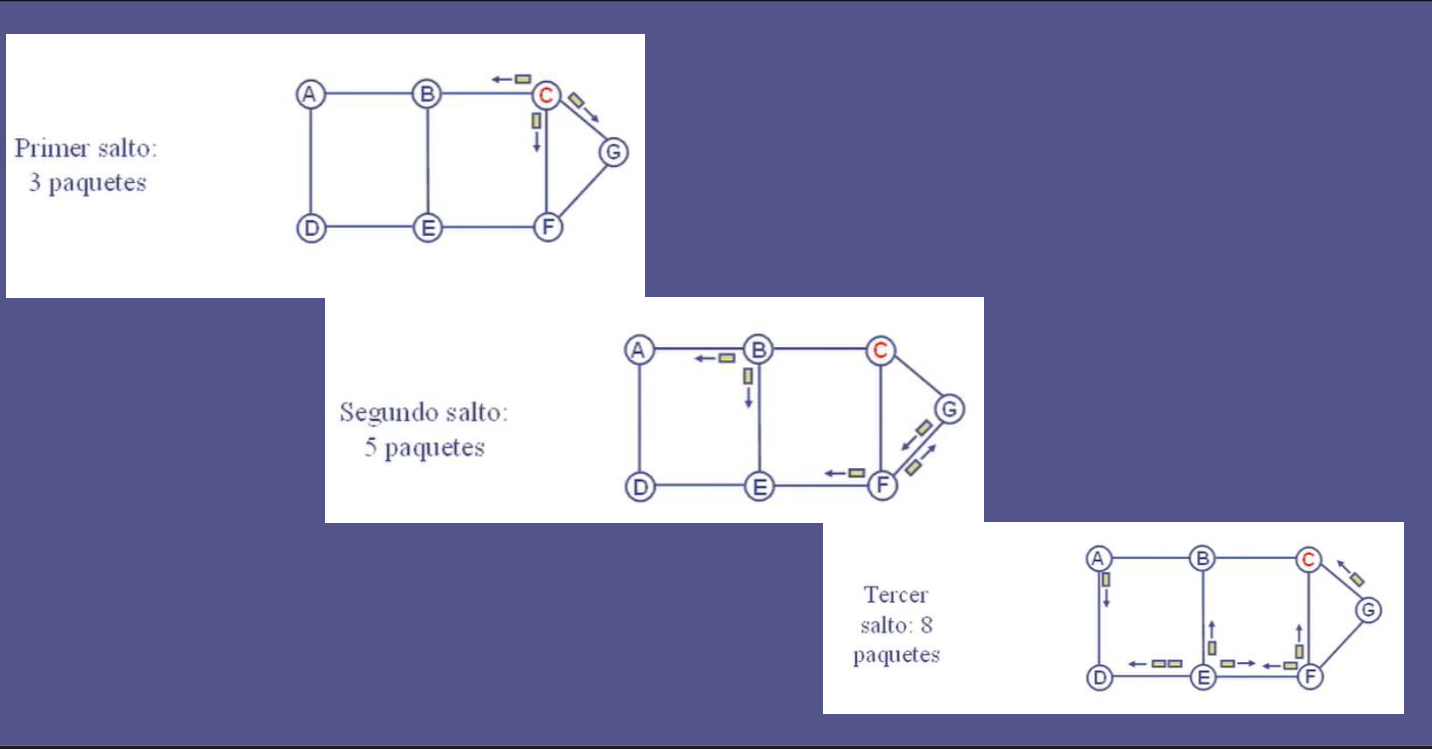 Primer salto:
3 paquetes
A B C
G
D E F
Segundo salto:
5 paquetes
A B C
G
D E F
Tercer
salto: 8
paquetes
A B C
G
D E F